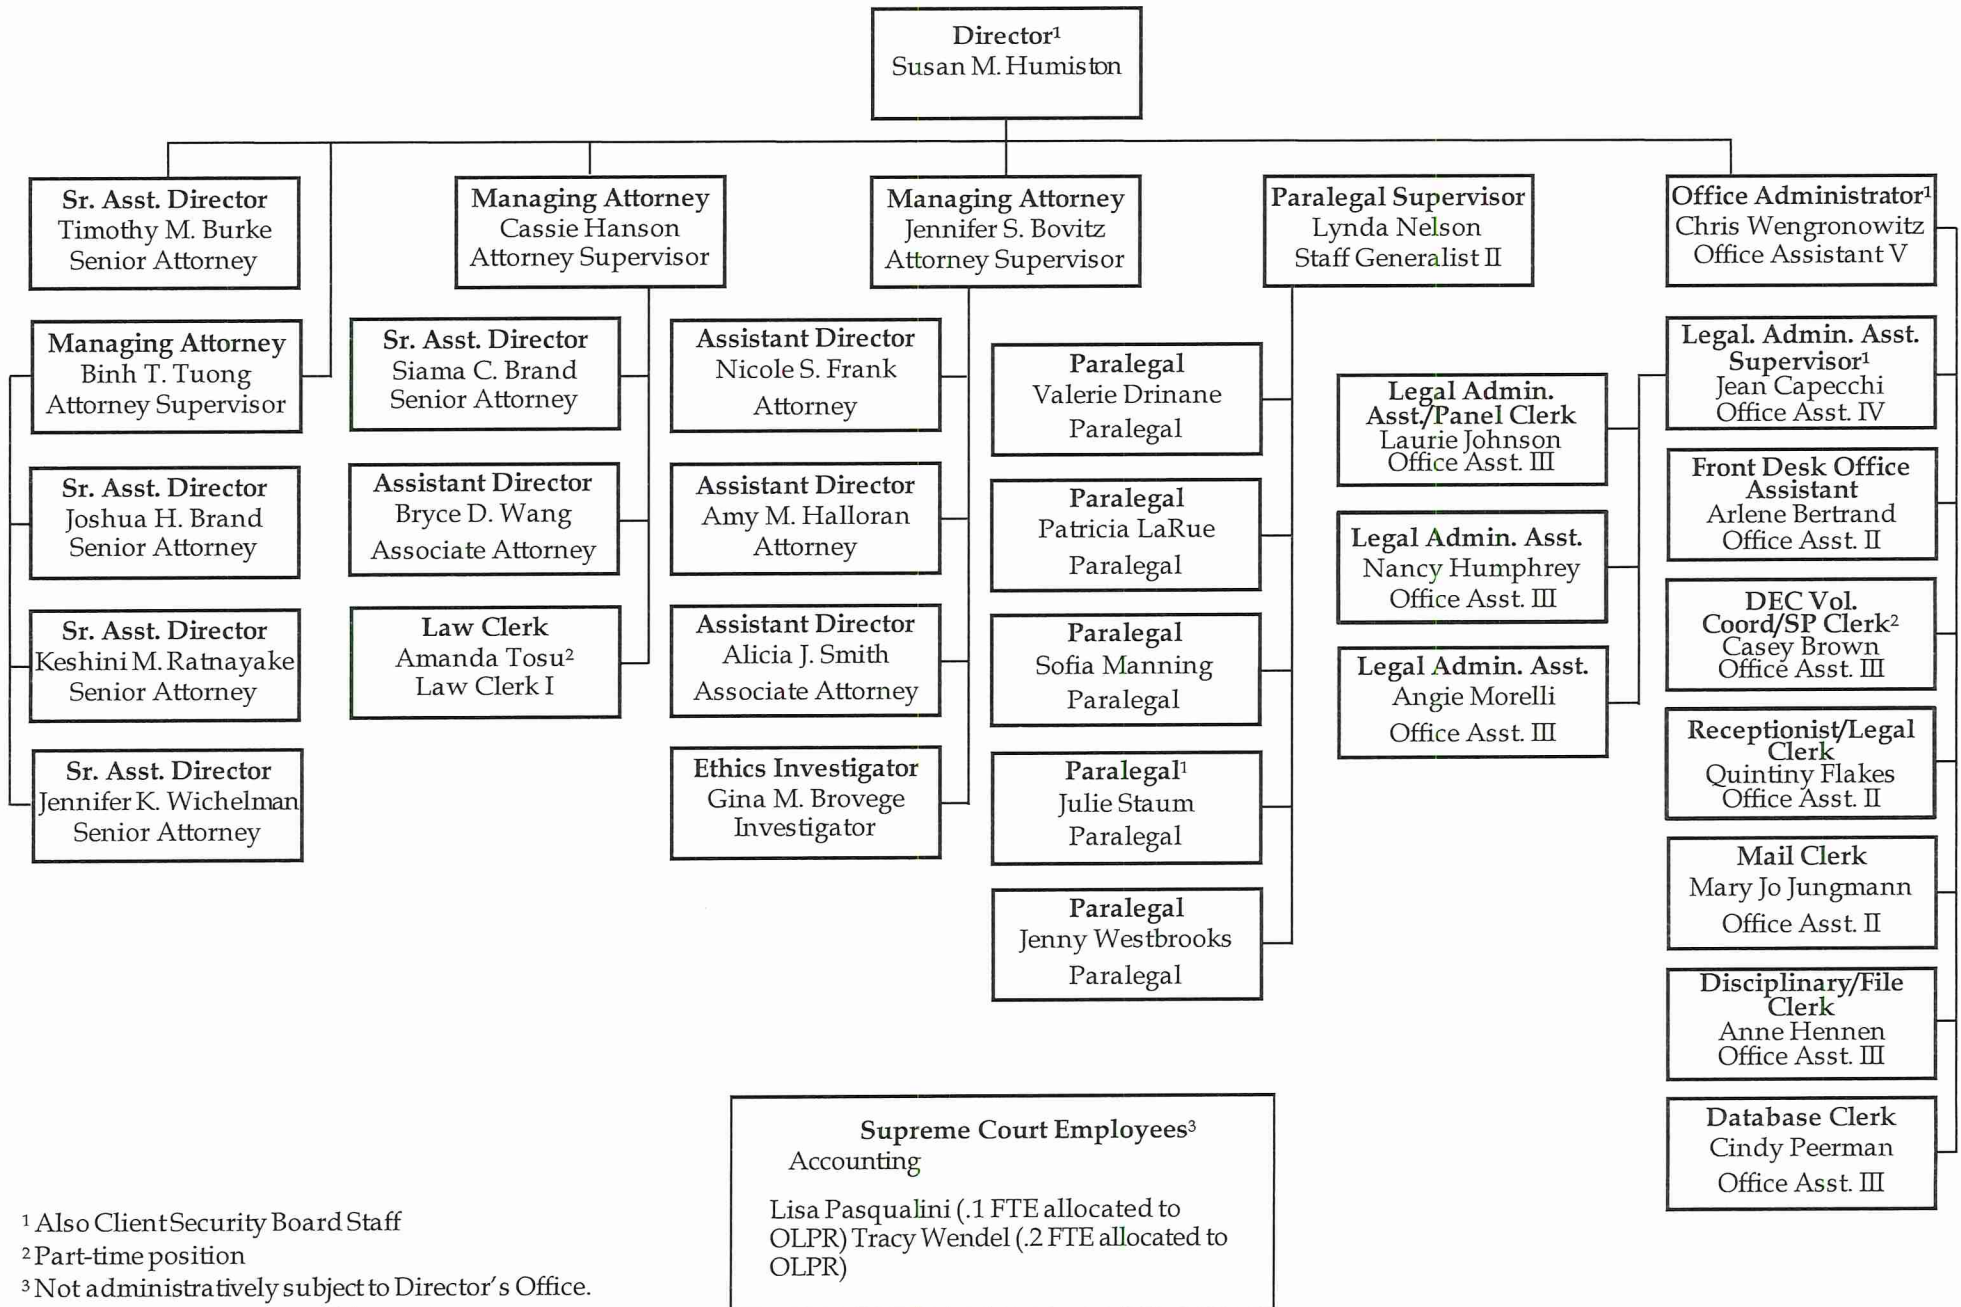 Director¹
Susan M. Humiston
Sr. Asst. Director
Timothy M. Burke
Senior Attorney
Managing Attorney
Cassie Hanson
Attorney Supervisor
Managing Attorney
Jennifer S. Bovitz
Attorney Supervisor
Paralegal Supervisor
Lynda Nelson
Staff Generalist II
Office Administrator¹
Chris Wengronowitz
Office Assistant V
Managing Attorney
Binh T. Tuong
Attorney Supervisor
Sr. Asst. Director
Joshua H. Brand
Senior Attorney
Sr. Asst. Director
Keshini M. Ratnayake
Senior Attorney
Sr. Asst. Director
Jennifer K. Wichelman
Senior Attorney
Sr. Asst. Director
Siama C. Brand
Senior Attorney
Assistant Director
Bryce D. Wang
Associate Attorney
Law Clerk
Amanda Tosu²
Law Clerk I
Assistant Director
Nicole S. Frank
Attorney
Assistant Director
Amy M. Halloran
Attorney
Assistant Director
Alicia J. Smith
Associate Attorney
Ethics Investigator
Gina M. Brovege
Investigator
Paralegal
Valerie Drinane
Paralegal
Paralegal
Patricia LaRue
Paralegal
Paralegal
Sofia Manning
Paralegal
Paralegal¹
Julie Staum
Paralegal
Paralegal
Jenny Westbrooks
Paralegal
Legal Admin.
Asst./Panel Clerk
Laurie Johnson
Office Asst. III
Legal Admin. Asst.
Nancy Humphrey
Office Asst. III
Legal Admin. Asst.
Angie Morelli
Office Asst. III
Legal. Admin. Asst.
Supervisor¹
Jean Capecchi
Office Asst. IV
Front Desk Office
Assistant
Arlene Bertrand
Office Asst. II
DEC Vol.
Coord/SP Clerk²
Casey Brown
Office Asst. III
Receptionist/Legal
Clerk
Quintiny Flakes
Office Asst. II
Mail Clerk
Mary Jo Jungmann
Office Asst. II
Disciplinary/File
Clerk
Anne Hennen
Office Asst. III
Database Clerk
Cindy Peerman
Office Asst. III
Supreme Court Employees³
Accounting
Lisa Pasqualini (.1 FTE allocated to
OLPR) Tracy Wendel (.2 FTE allocated to
OLPR)
¹ Also Client Security Board Staff
² Part-time position
³ Not administratively subject to Director's Office.